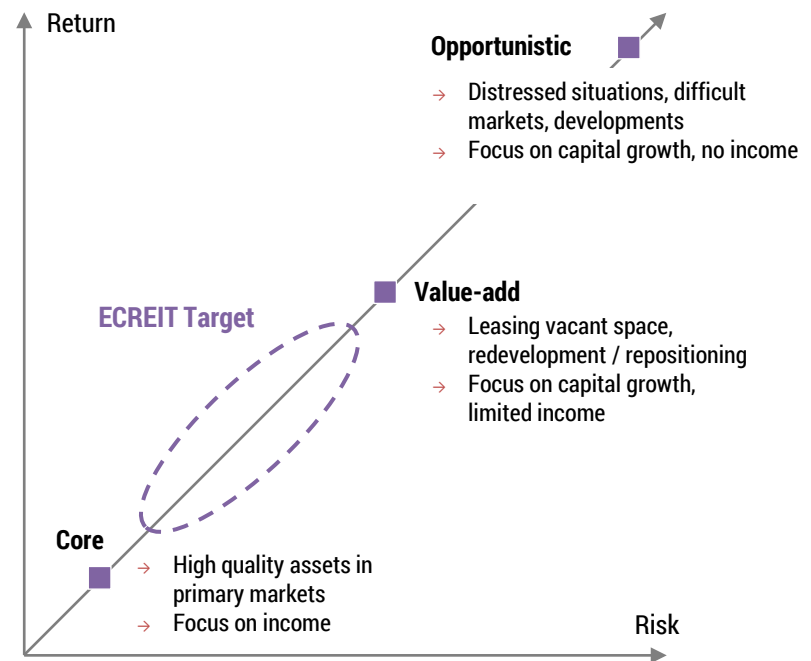 Return
Opportunistic
→ Distressed situations, difficult
markets, developments
→ Focus on capital growth, no income
Value-add
→ Leasing vacant space,
redevelopment / repositioning
→ Focus on capital growth,
limited income
ECREIT Target
Core
→ High quality assets in
primary markets
→ Focus on income
Risk